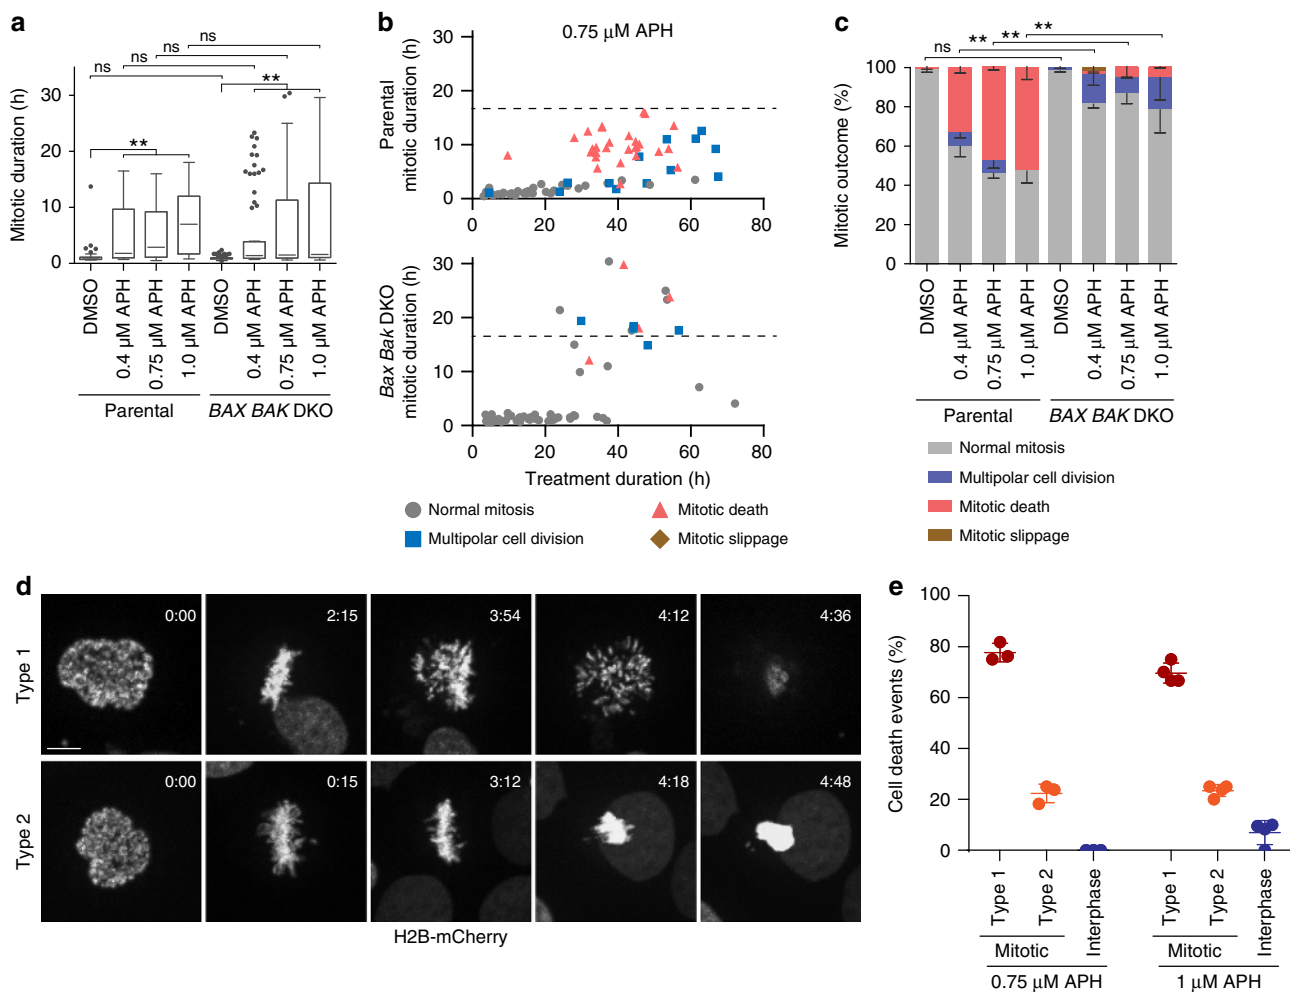 a
ns
ns
ns
ns
**
**
Mitotic duration (h)
30
20
10
0
DMSO
0.4 μM APH
0.75 μM APH
1.0 μM APH
DMSO
0.4 μM APH
0.75 μM APH
1.0 μM APH
Parental
BAX BAK DKO
b
0.75 μM APH
Parental
mitotic duration (h)
30
20
10
0
0
20
40
60
80
Bax Bak DKO
mitotic duration (h)
30
20
10
0
0
20
40
60
80
Treatment duration (h)
Normal mitosis
Multipolar cell division
Mitotic death
Mitotic slippage
c
ns
**
**
**
Mitotic outcome (%)
100
80
60
40
20
0
DMSO
0.4 μM APH
0.75 μM APH
1.0 μM APH
DMSO
0.4 μM APH
0.75 μM APH
1.0 μM APH
Parental
BAX BAK DKO
Normal mitosis
Multipolar cell division
Mitotic death
Mitotic slippage
d
Type 1
0:00
2:15
3:54
4:12
4:36
Type 2
0:00
0:15
3:12
4:18
4:48
H2B-mCherry
e
Cell death events (%)
100
80
60
40
20
0
Type 1
Type 2
Interphase
Type 1
Type 2
Interphase
Mitotic
Mitotic
0.75 μM APH
1 μM APH